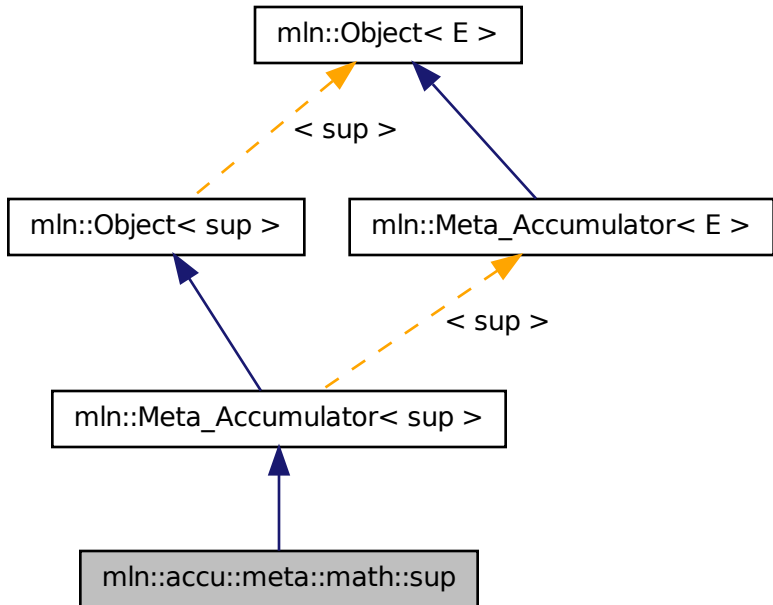 mln::Object< E >
< sup >
mln::Object< sup >
mln::Meta_Accumulator< E >
< sup >
mln::Meta_Accumulator< sup >
mln::accu::meta::math::sup